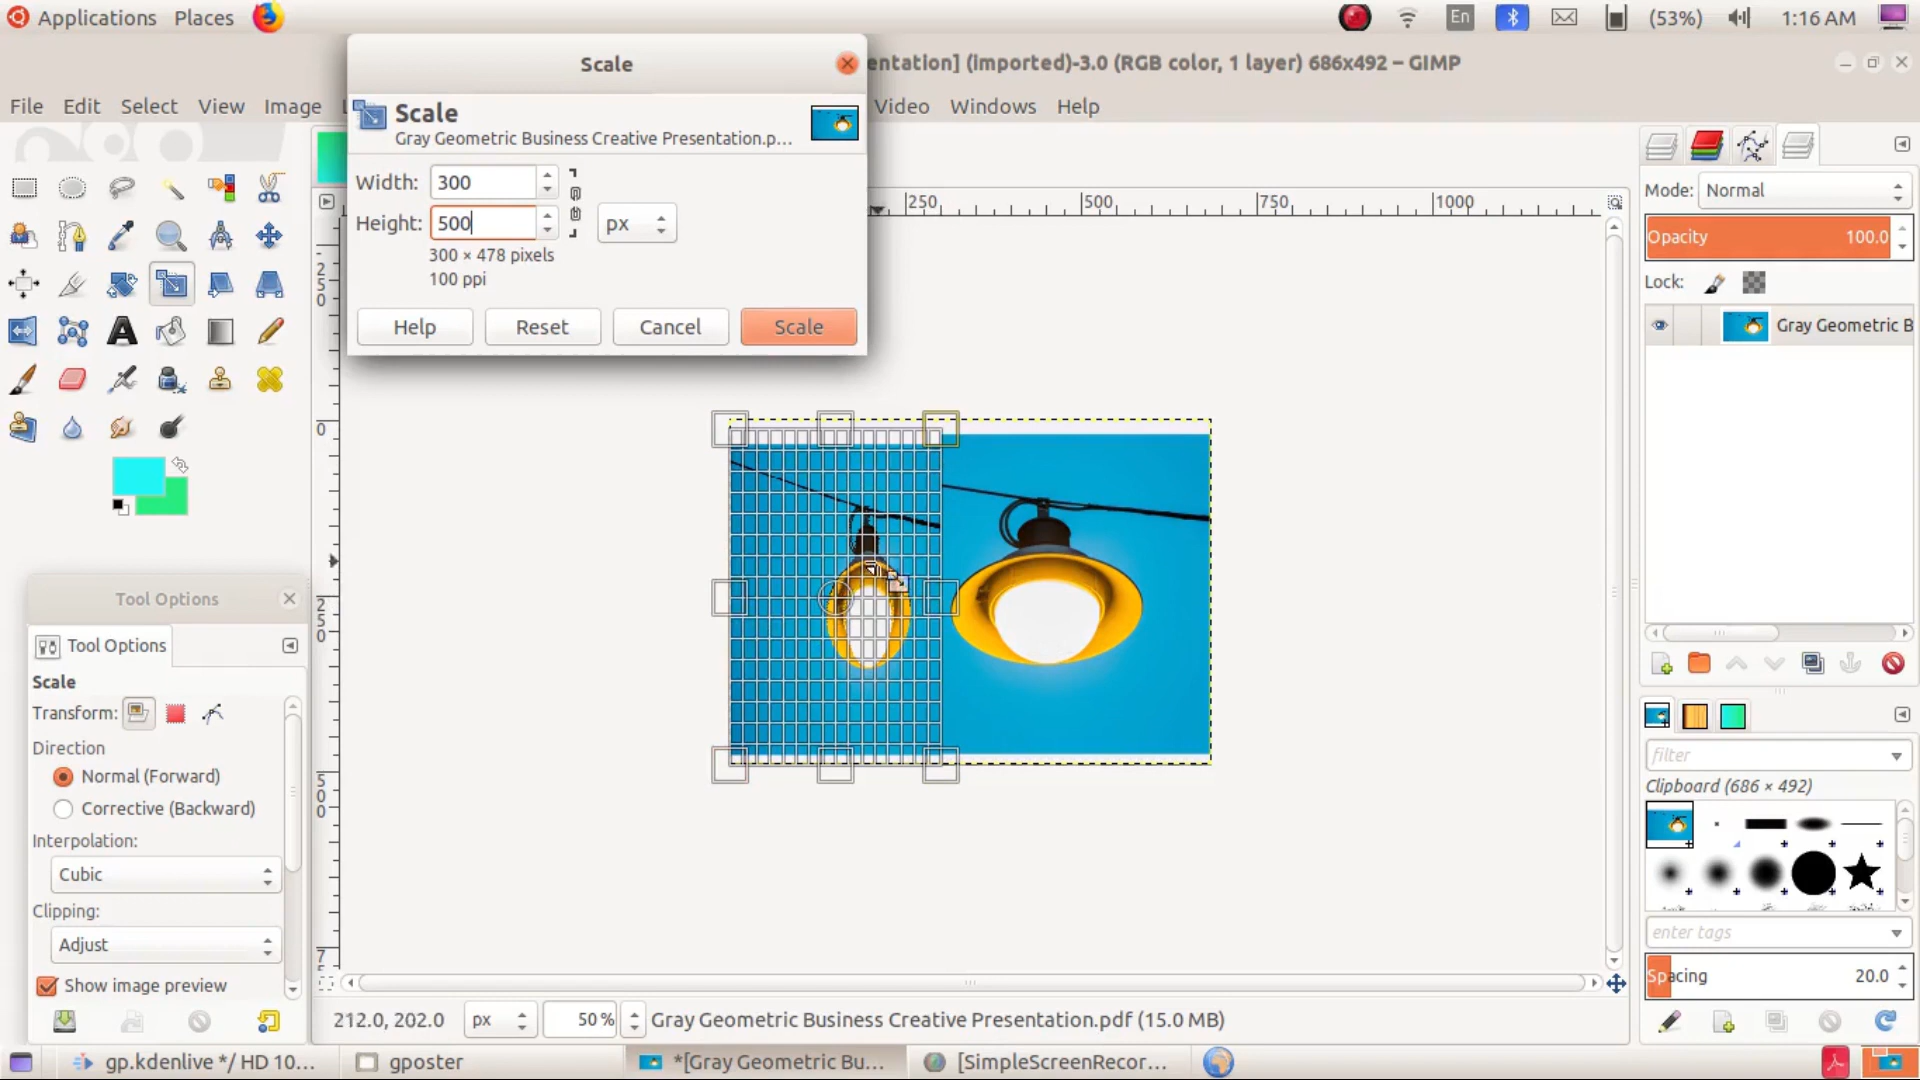 Applications Places
En
(53%)
1:16 AM
Scale
entation] (imported)-3.0 (RGB color, 1 layer) 686x492 – GIMP
File Edit Select View Image
Video Windows Help
Scale
Gray Geometric Business Creative Presentation.p...
Width: 300
Height: 500
px
300 × 478 pixels
100 ppi
Help
Reset
Cancel
Scale
250
500
750
1000
250
0
250
500
Mode: Normal
Opacity 100.0
Lock:
Gray Geometric B
Tool Options
Tool Options
Scale
Transform:
Direction
Normal (Forward)
Corrective (Backward)
Interpolation:
Cubic
Clipping:
Adjust
Show image preview
filter
Clipboard (686 × 492)
enter tags
Spacing 20.0
212.0, 202.0
px
50 %
Gray Geometric Business Creative Presentation.pdf (15.0 MB)
gp.kdenlive */ HD 10...
gposter
*[Gray Geometric Bu...
[SimpleScreenRecor...